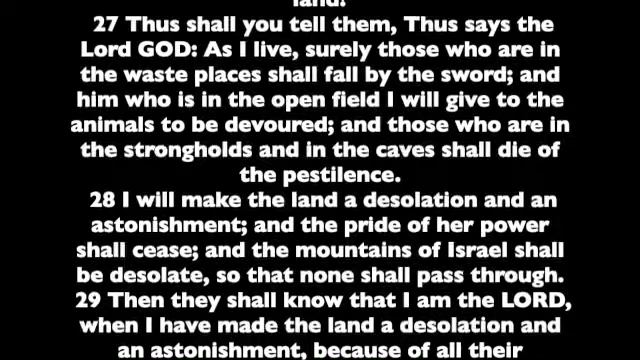 land?
27 Thus shall you tell them, Thus says the
Lord GOD: As I live, surely those who are in
the waste places shall fall by the sword; and
him who is in the open field I will give to the
animals to be devoured; and those who are in
the strongholds and in the caves shall die of
the pestilence.
28 I will make the land a desolation and an
astonishment; and the pride of her power
shall cease; and the mountains of Israel shall
be desolate, so that none shall pass through.
29 Then they shall know that I am the LORD,
when I have made the land a desolation and
an astonishment, because of all their